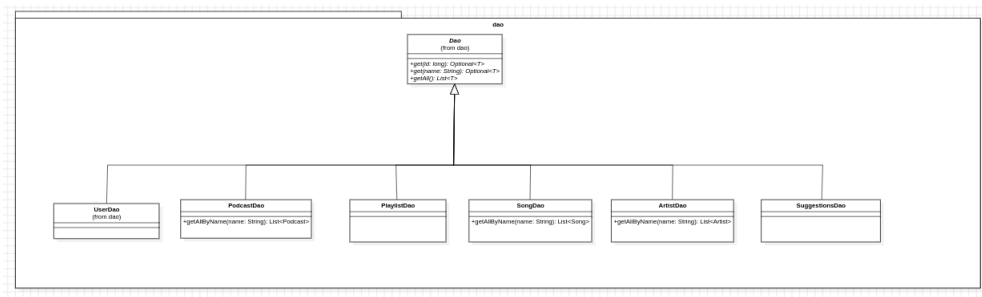 dao
Dao
(from dao)
+get(id: long): Optional<T>
+get(name: String): Optional<T>
+getAll(): List<T>
UserDao
(from dao)
PodcastDao
+getAllByName(name: String): List<Podcast>
PlaylistDao
SongDao
+getAllByName(name: String): List<Song>
ArtistDao
+getAllByName(name: String): List<Artist>
SuggestionsDao